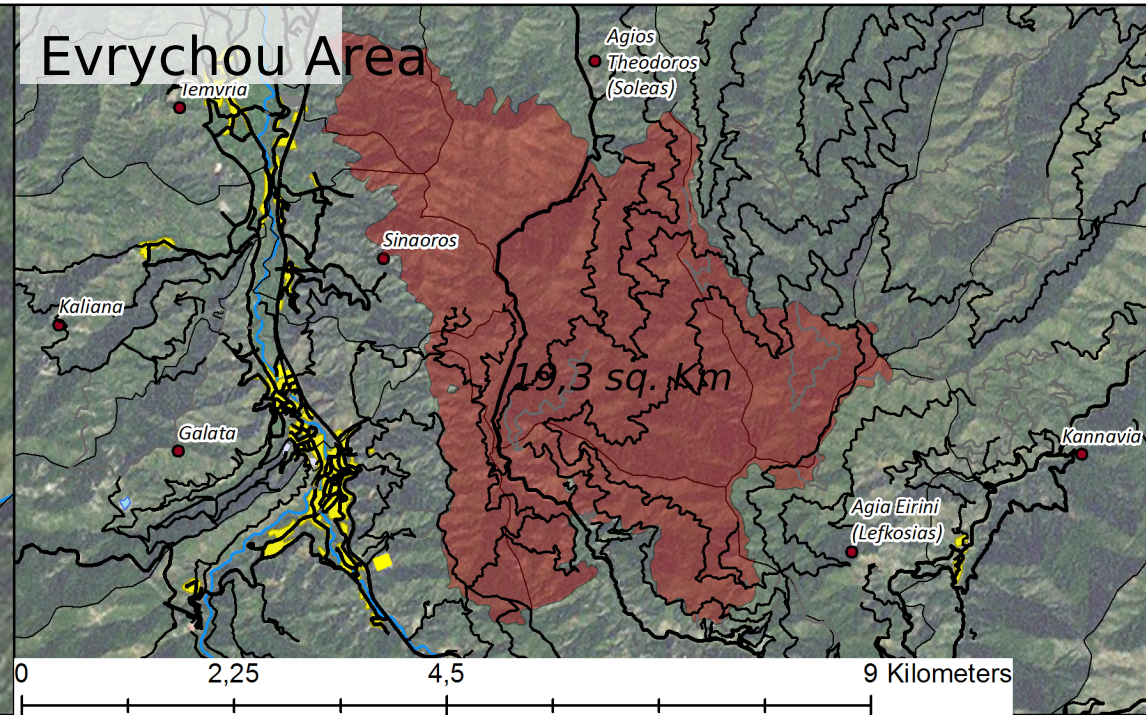 Evrychou Area
Agios
Theodoros
(Soleas)
Temvria
Sinaoros
Kaliana
19,3 sq. Km
Galata
Kannavia
Agia Eirini
(Lefkosias)
0 2,25 4,5 9 Kilometers